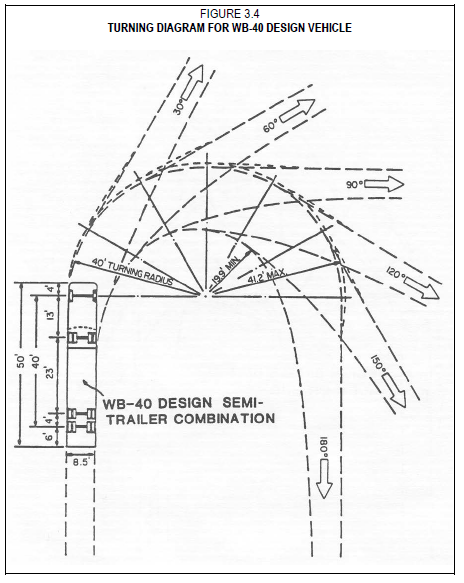 FIGURE 3.4
TURNING DIAGRAM FOR WB-40 DESIGN VEHICLE
30°
60°
90°
120°
150°
180°
40' TURNING RADIUS
19.9' MIN.
41.2' MAX.
4'
13'
23'
4'
6'
40'
50'
8.5'
WB-40 DESIGN SEMI-
TRAILER COMBINATION